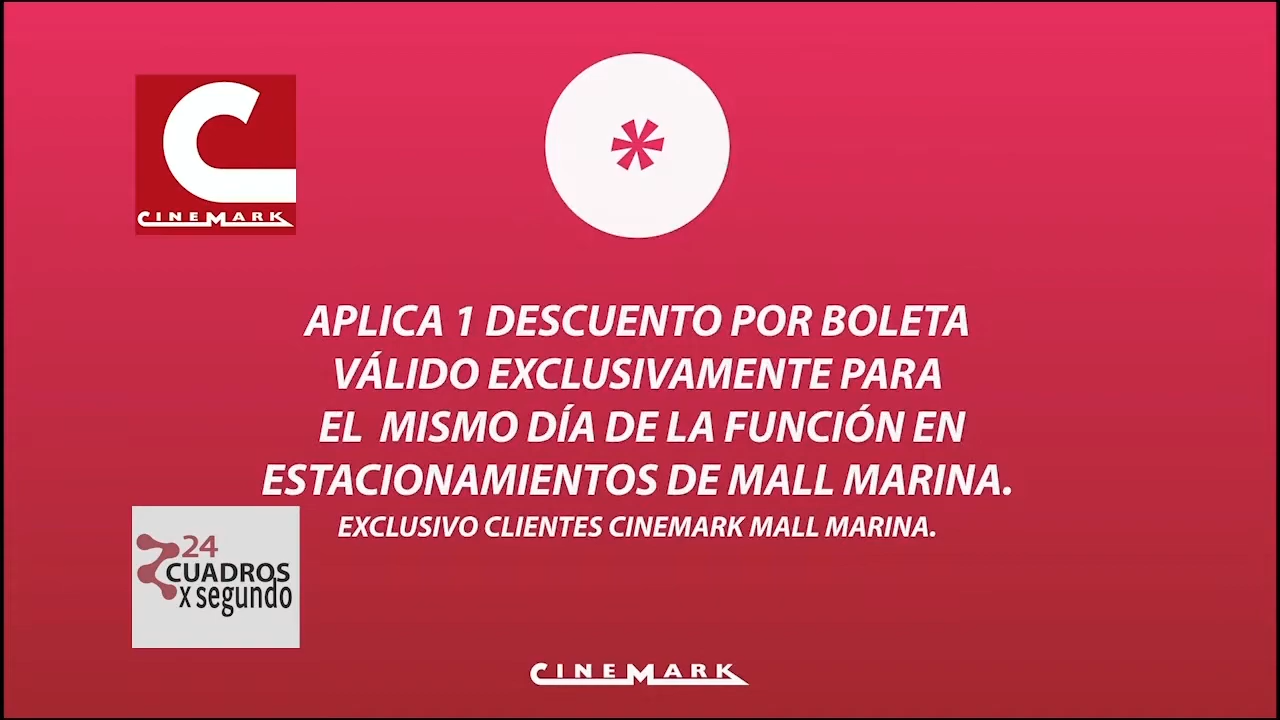 CINEMARK
*
APLICA 1 DESCUENTO POR BOLETA
VÁLIDO EXCLUSIVAMENTE PARA
EL MISMO DÍA DE LA FUNCIÓN EN
ESTACIONAMIENTOS DE MALL MARINA.
EXCLUSIVO CLIENTES CINEMARK MALL MARINA.
24
CUADROS
x segundo
CINEMARK